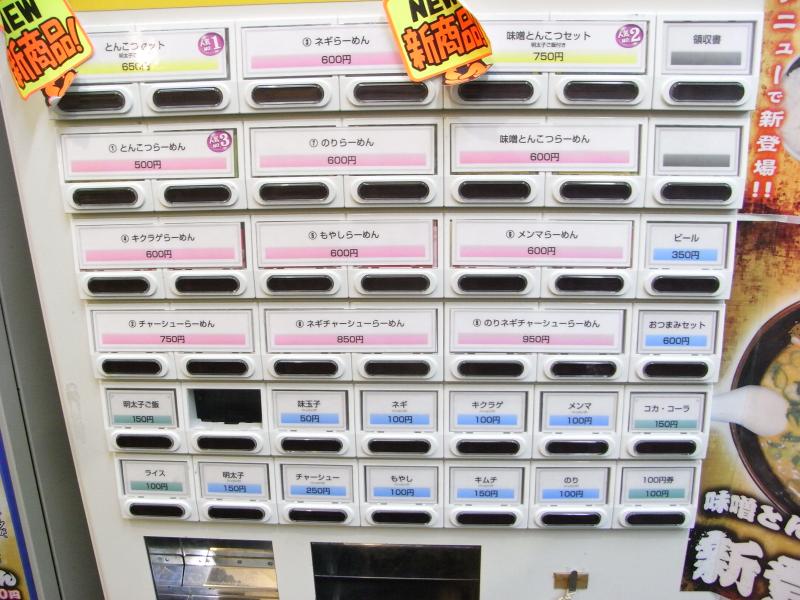 NEW
新商品!
とんこつセット
明太子ご飯付き
650円
人気
NO.1
③ ネギらーめん
600円
NEW
新商品!
味噌とんこつセット
明太子ご飯付き
750円
人気
NO.2
領収書
① とんこつらーめん
500円
人気
NO.3
⑦ のりらーめん
600円
味噌とんこつらーめん
600円
④ キクラゲらーめん
600円
⑤ もやしらーめん
600円
⑥ メンマらーめん
600円
ビール
350円
② チャーシューらーめん
750円
⑧ ネギチャーシューらーめん
850円
⑨ のりネギチャーシューらーめん
950円
おつまみセット
600円
明太子ご飯
150円
味玉子
50円
ネギ
100円
キクラゲ
100円
メンマ
100円
コカ・コーラ
150円
ライス
100円
明太子
150円
チャーシュー
250円
もやし
100円
キムチ
150円
のり
100円
100円券
100円
ニューで新登場!!
味噌とん
新